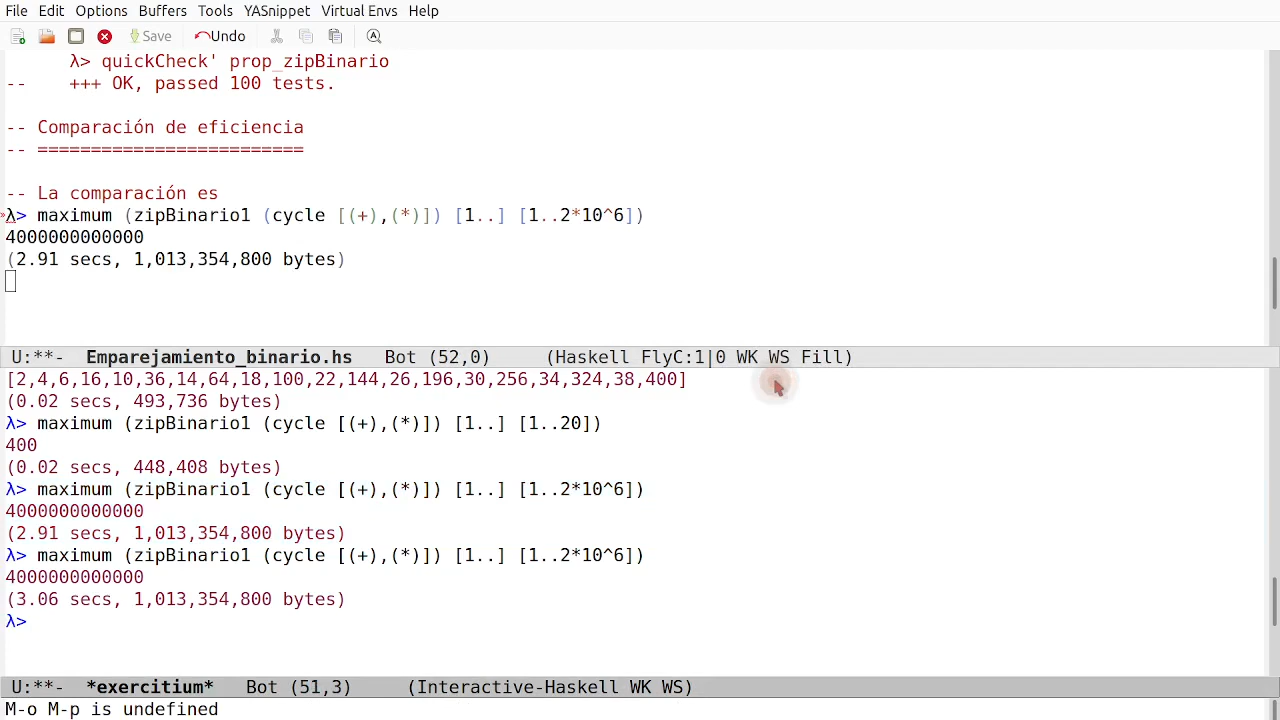 File Edit Options Buffers Tools YASnippet Virtual Envs Help
Save Undo
λ> quickCheck' prop_zipBinario
-- +++ OK, passed 100 tests.
-- Comparación de eficiencia
-- =========================
-- La comparación es
λ> maximum (zipBinario1 (cycle [(+),(*)]) [1..] [1..2*10^6])
4000000000000
(2.91 secs, 1,013,354,800 bytes)
U:**- Emparejamiento_binario.hs Bot (52,0) (Haskell FlyC:1|0 WK WS Fill)
[2,4,6,16,10,36,14,64,18,100,22,144,26,196,30,256,34,324,38,400]
(0.02 secs, 493,736 bytes)
λ> maximum (zipBinario1 (cycle [(+),(*)]) [1..] [1..20])
400
(0.02 secs, 448,408 bytes)
λ> maximum (zipBinario1 (cycle [(+),(*)]) [1..] [1..2*10^6])
4000000000000
(2.91 secs, 1,013,354,800 bytes)
λ> maximum (zipBinario1 (cycle [(+),(*)]) [1..] [1..2*10^6])
4000000000000
(3.06 secs, 1,013,354,800 bytes)
λ>
U:**- *exercitium* Bot (51,3) (Interactive-Haskell WK WS)
M-o M-p is undefined